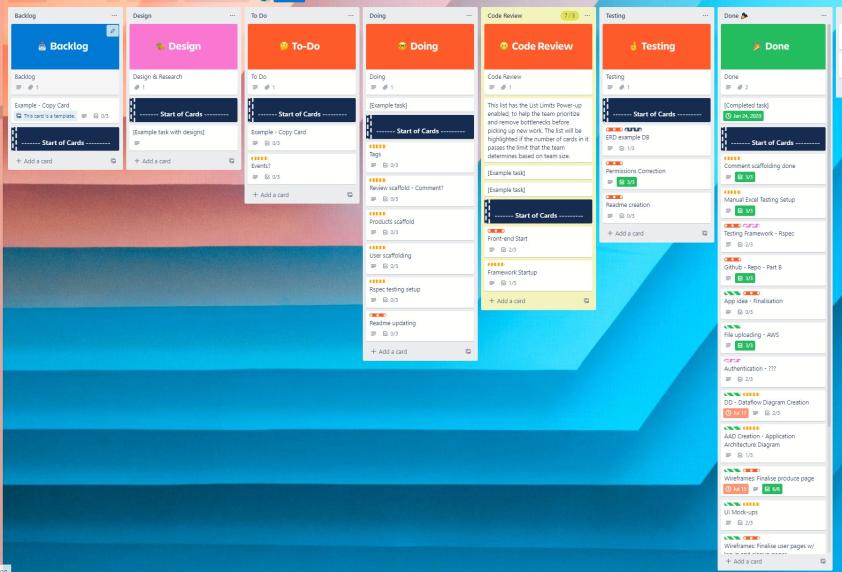 Backlog
Backlog
Backlog
1
Example - Copy Card
This card is a template.
0/3
------- Start of Cards ---------
+ Add a card
Design
Design
Design & Research
1
------- Start of Cards ---------
[Example task with designs]
+ Add a card
To Do
To-Do
To Do
1
------- Start of Cards ---------
Example - Copy Card
0/3
Events?
0/3
+ Add a card
Doing
Doing
Doing
1
[Example task]
------- Start of Cards ---------
Tags
0/3
Review scaffold - Comment?
0/3
Products scaffold
0/3
User scaffolding
0/3
Rspec testing setup
0/3
Readme updating
0/3
+ Add a card
Code Review
7 / 3
Code Review
Code Review
1
This list has the List Limits Power-up
enabled, to help the team prioritize
and remove bottlenecks before
picking up new work. The list will be
highlighted if the number of cards in it
passes the limit that the team
determines based on team size.
[Example task]
[Example task]
------- Start of Cards ---------
Front-end Start
2/3
Framework Startup
1/5
+ Add a card
Testing
Testing
Testing
1
------- Start of Cards ---------
ERD example DB
1/3
Permissions Correction
3/3
Readme creation
0/3
+ Add a card
Done
Done
Done
2
[Completed task]
Jan 24, 2020
------- Start of Cards ---------
Comment scaffolding done
3/3
Manual Excel Testing Setup
3/3
Testing Framework - Rspec
2/3
Github - Repo - Part B
3/3
App idea - Finalisation
0/3
File uploading - AWS
3/3
Authentication - ???
2/3
DD - Dataflow Diagram Creation
2/3
AAD Creation - Application
Architecture Diagram
1/3
Wireframes: Finalise produce page
6/6
UI Mock-ups
2/3
Wireframes: Finalise user pages w/
+ Add a card